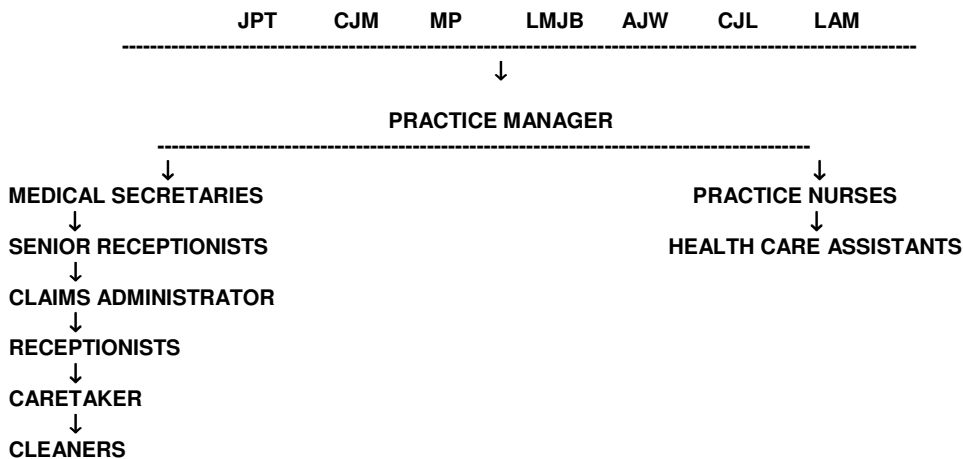 JPT CJM MP LMJB AJW CJL LAM
PRACTICE MANAGER
MEDICAL SECRETARIES PRACTICE NURSES
SENIOR RECEPTIONISTS HEALTH CARE ASSISTANTS
CLAIMS ADMINISTRATOR
RECEPTIONISTS
CARETAKER
CLEANERS